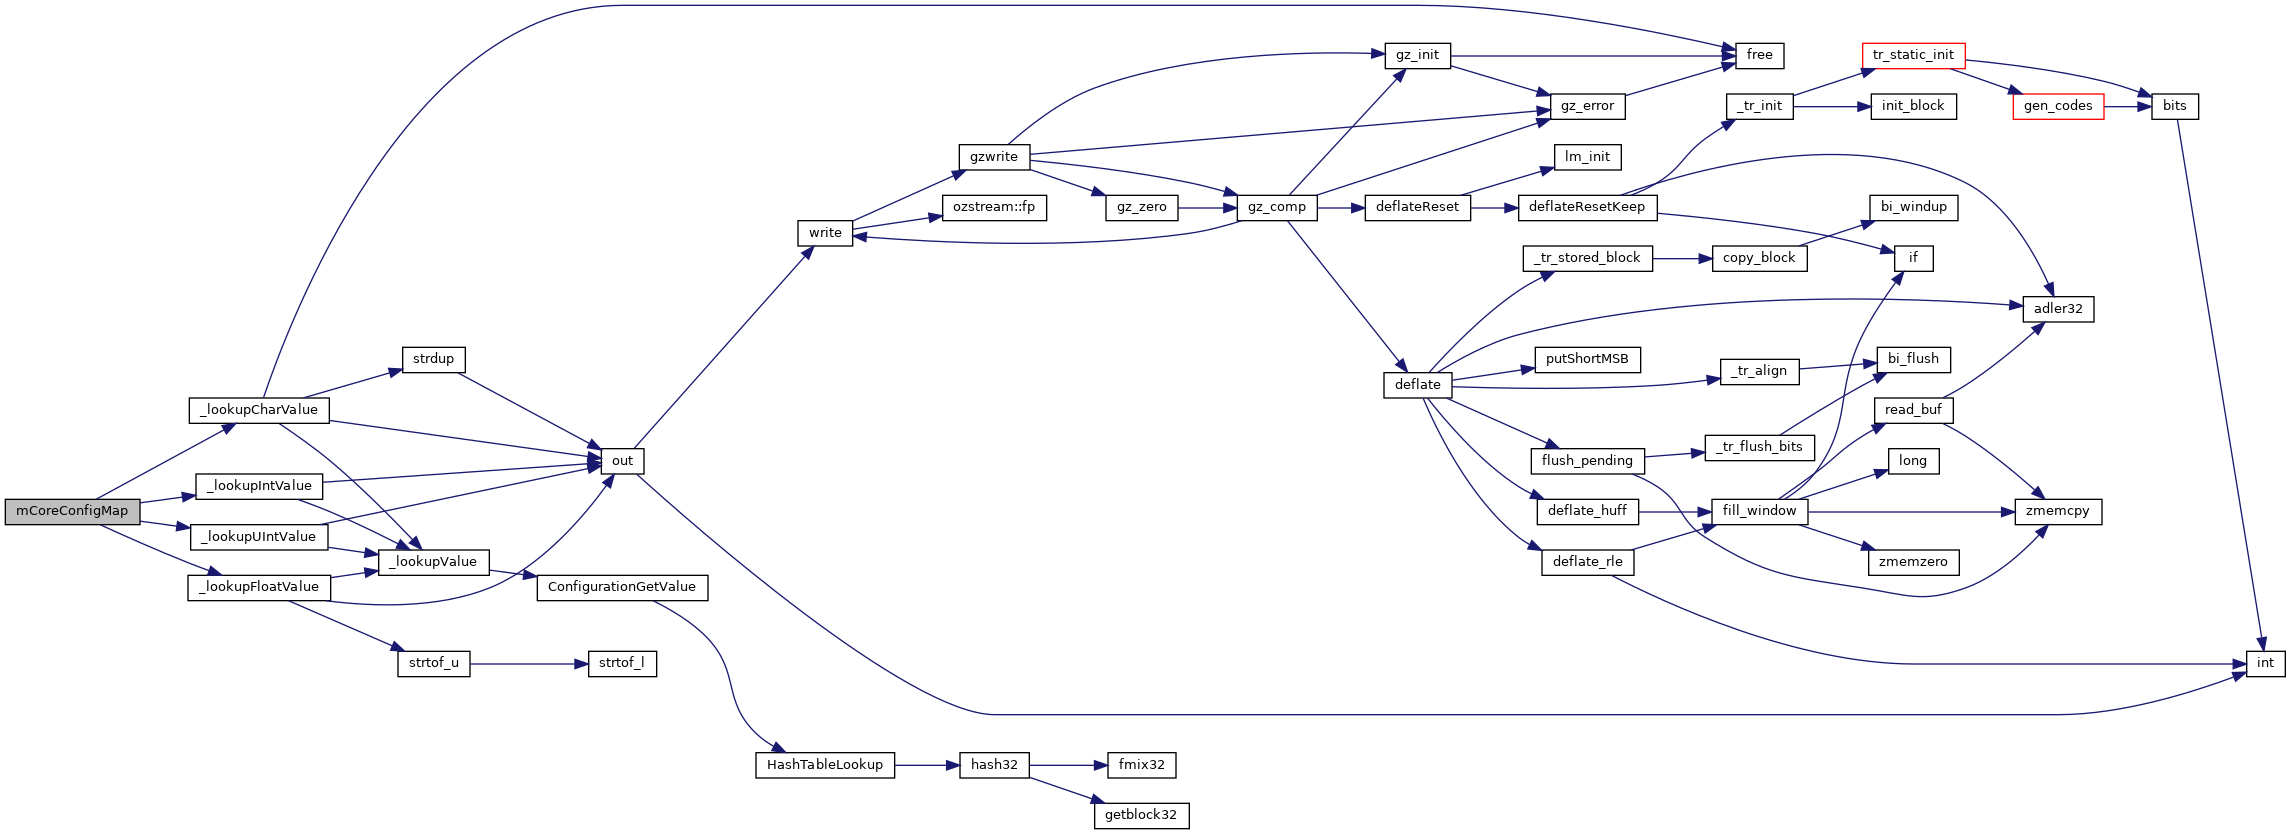 mCoreConfigMap
_lookupCharValue
_lookupIntValue
_lookupUIntValue
_lookupFloatValue
strdup
_lookupValue
strtof_u
out
ConfigurationGetValue
strtof_l
write
HashTableLookup
gzwrite
ozstream::fp
hash32
gz_zero
fmix32
getblock32
gz_comp
gz_init
deflateReset
deflate
gz_error
lm_init
deflateResetKeep
_tr_stored_block
putShortMSB
flush_pending
deflate_huff
deflate_rle
free
_tr_init
copy_block
_tr_align
_tr_flush_bits
fill_window
tr_static_init
init_block
bi_windup
if
bi_flush
read_buf
long
zmemzero
gen_codes
adler32
zmemcpy
bits
int